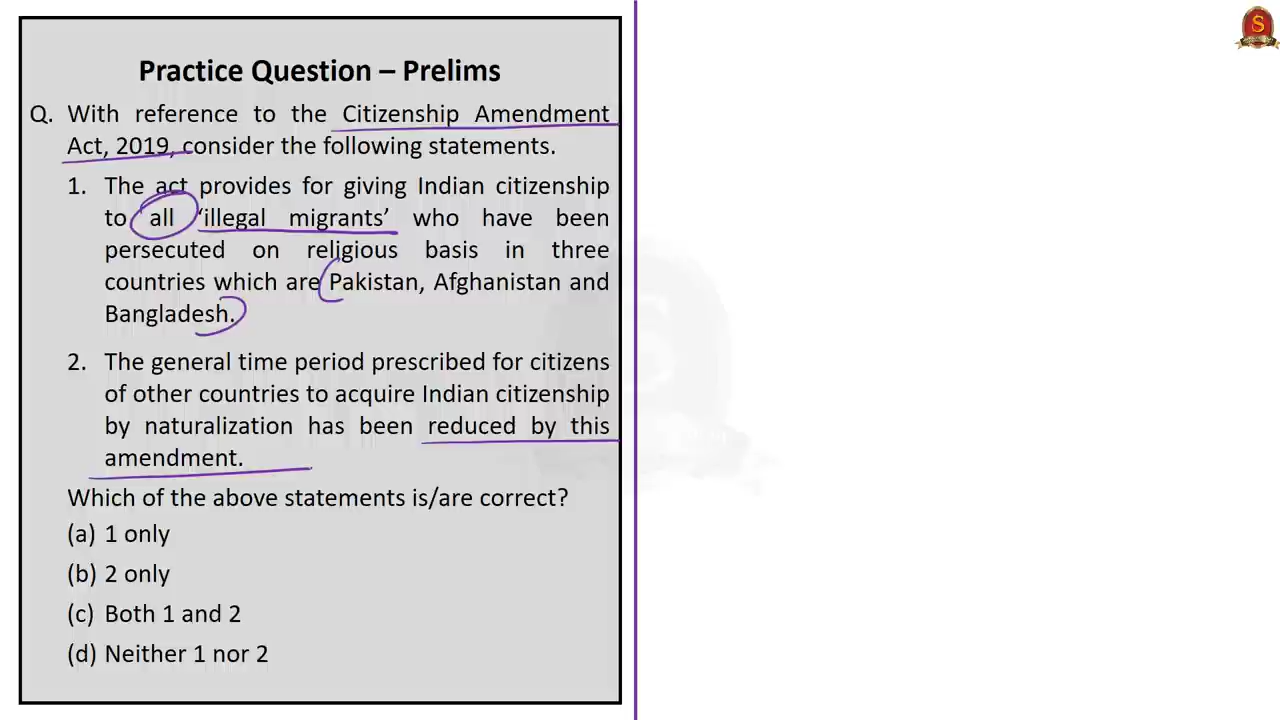 Practice Question – Prelims
Q. With reference to the Citizenship Amendment
Act, 2019, consider the following statements.
1. The act provides for giving Indian citizenship
to all ‘illegal migrants’ who have been
persecuted on religious basis in three
countries which are Pakistan, Afghanistan and
Bangladesh.
2. The general time period prescribed for citizens
of other countries to acquire Indian citizenship
by naturalization has been reduced by this
amendment.
Which of the above statements is/are correct?
(a) 1 only
(b) 2 only
(c) Both 1 and 2
(d) Neither 1 nor 2
S